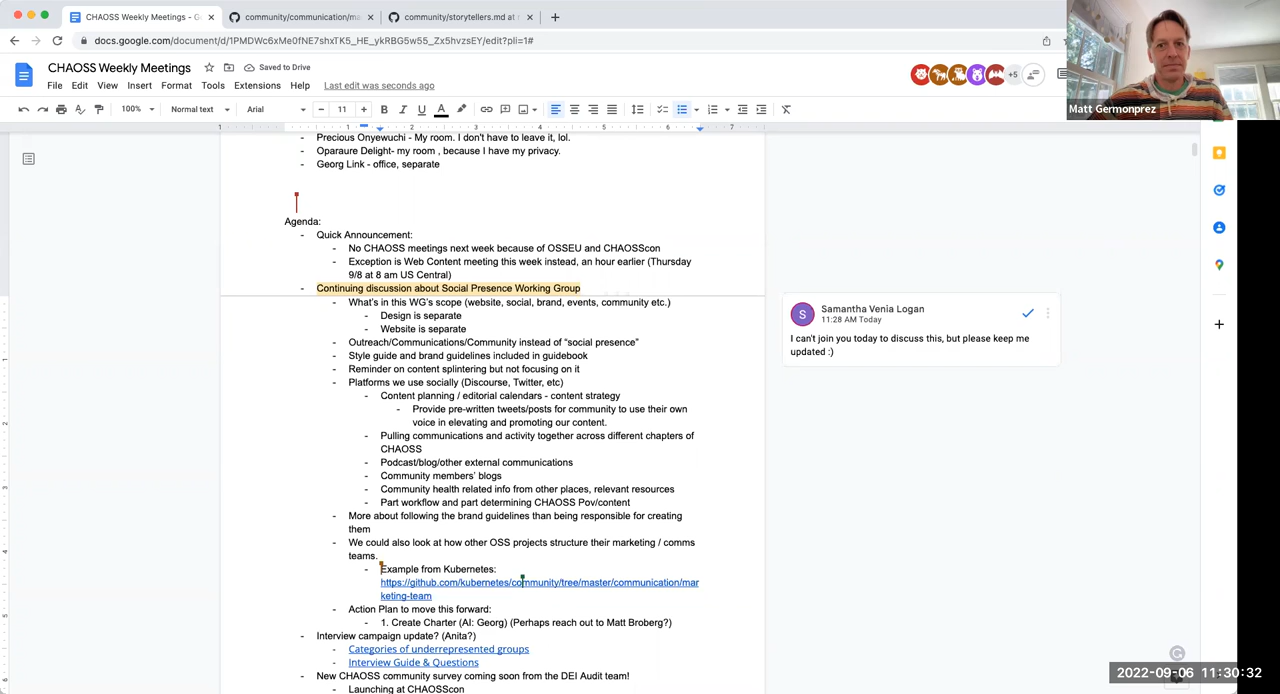 CHAOSS Weekly Meetings - G
community/communication/ma
community/storytellers.md at
docs.google.com/document/d/1PMDWc6xMe0fNE7shxTK5_HE_ykRBG5w55_Zx5hvzsEY/edit?pli=1#
CHAOSS Weekly Meetings
Saved to Drive
File Edit View Insert Format Tools Extensions Help Last edit was seconds ago
+5
100% Normal text Arial 11
Matt Germonprez
1 1 2 3 4 5 6 7
- Precious Onyewuchi - My room. I don't have to leave it, lol.
- Oparaure Delight- my room , because I have my privacy.
- Georg Link - office, separate
Agenda:
- Quick Announcement:
- No CHAOSS meetings next week because of OSSEU and CHAOSScon
- Exception is Web Content meeting this week instead, an hour earlier (Thursday
9/8 at 8 am US Central)
- Continuing discussion about Social Presence Working Group
- What's in this WG's scope (website, social, brand, events, community etc.)
- Design is separate
- Website is separate
- Outreach/Communications/Community instead of “social presence”
- Style guide and brand guidelines included in guidebook
- Reminder on content splintering but not focusing on it
- Platforms we use socially (Discourse, Twitter, etc)
- Content planning / editorial calendars - content strategy
- Provide pre-written tweets/posts for community to use their own
voice in elevating and promoting our content.
- Pulling communications and activity together across different chapters of
CHAOSS
- Podcast/blog/other external communications
- Community members' blogs
- Community health related info from other places, relevant resources
- Part workflow and part determining CHAOSS Pov/content
- More about following the brand guidelines than being responsible for creating
them
- We could also look at how other OSS projects structure their marketing / comms
teams.
- Example from Kubernetes:
https://github.com/kubernetes/community/tree/master/communication/mar
keting-team
- Action Plan to move this forward:
- 1. Create Charter (AI: Georg) (Perhaps reach out to Matt Broberg?)
- Interview campaign update? (Anita?)
- Categories of underrepresented groups
- Interview Guide & Questions
- New CHAOSS community survey coming soon from the DEI Audit team!
- Launching at CHAOSScon
S
Samantha Venia Logan
11:28 AM Today
I can't join you today to discuss this, but please keep me
updated :)
2022-09-06 11:30:32